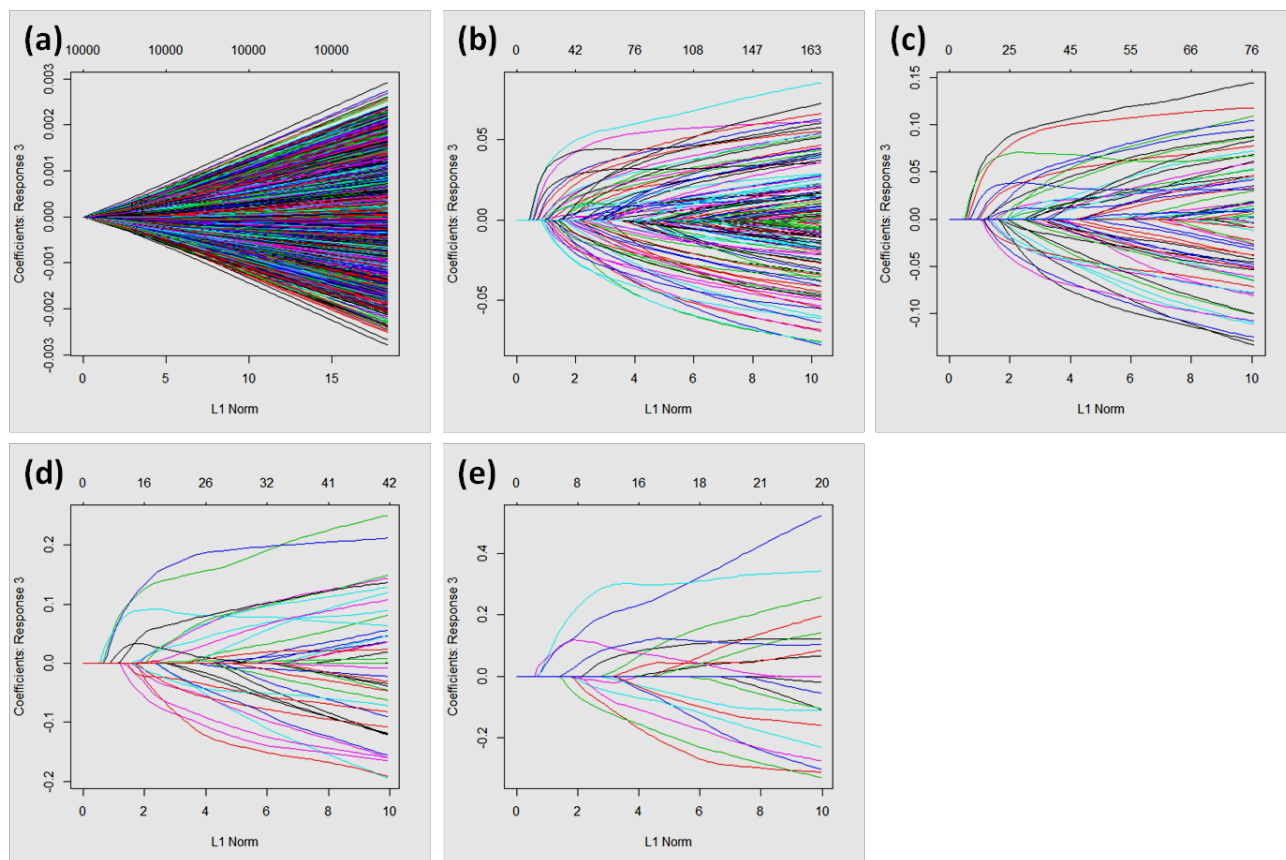 (a)
10000 10000 10000 10000
0.003
0.002
0.001
0.000
-0.001
-0.002
-0.003
Coefficients: Response 3
0 5 10 15
L1 Norm
(b)
0 42 76 108 147 163
0.05
0.00
0.05
Coefficients: Response 3
0 2 4 6 8 10
L1 Norm
(c)
0 25 45 55 66 76
0.15
0.10
0.05
0.00
-0.05
-0.10
Coefficients: Response 3
0 2 4 6 8 10
L1 Norm
(d)
0 16 26 32 41 42
0.2
0.1
0.0
-0.1
-0.2
Coefficients: Response 3
0 2 4 6 8 10
L1 Norm
(e)
0 8 16 18 21 20
0.4
0.2
0.0
-0.2
Coefficients: Response 3
0 2 4 6 8 10
L1 Norm